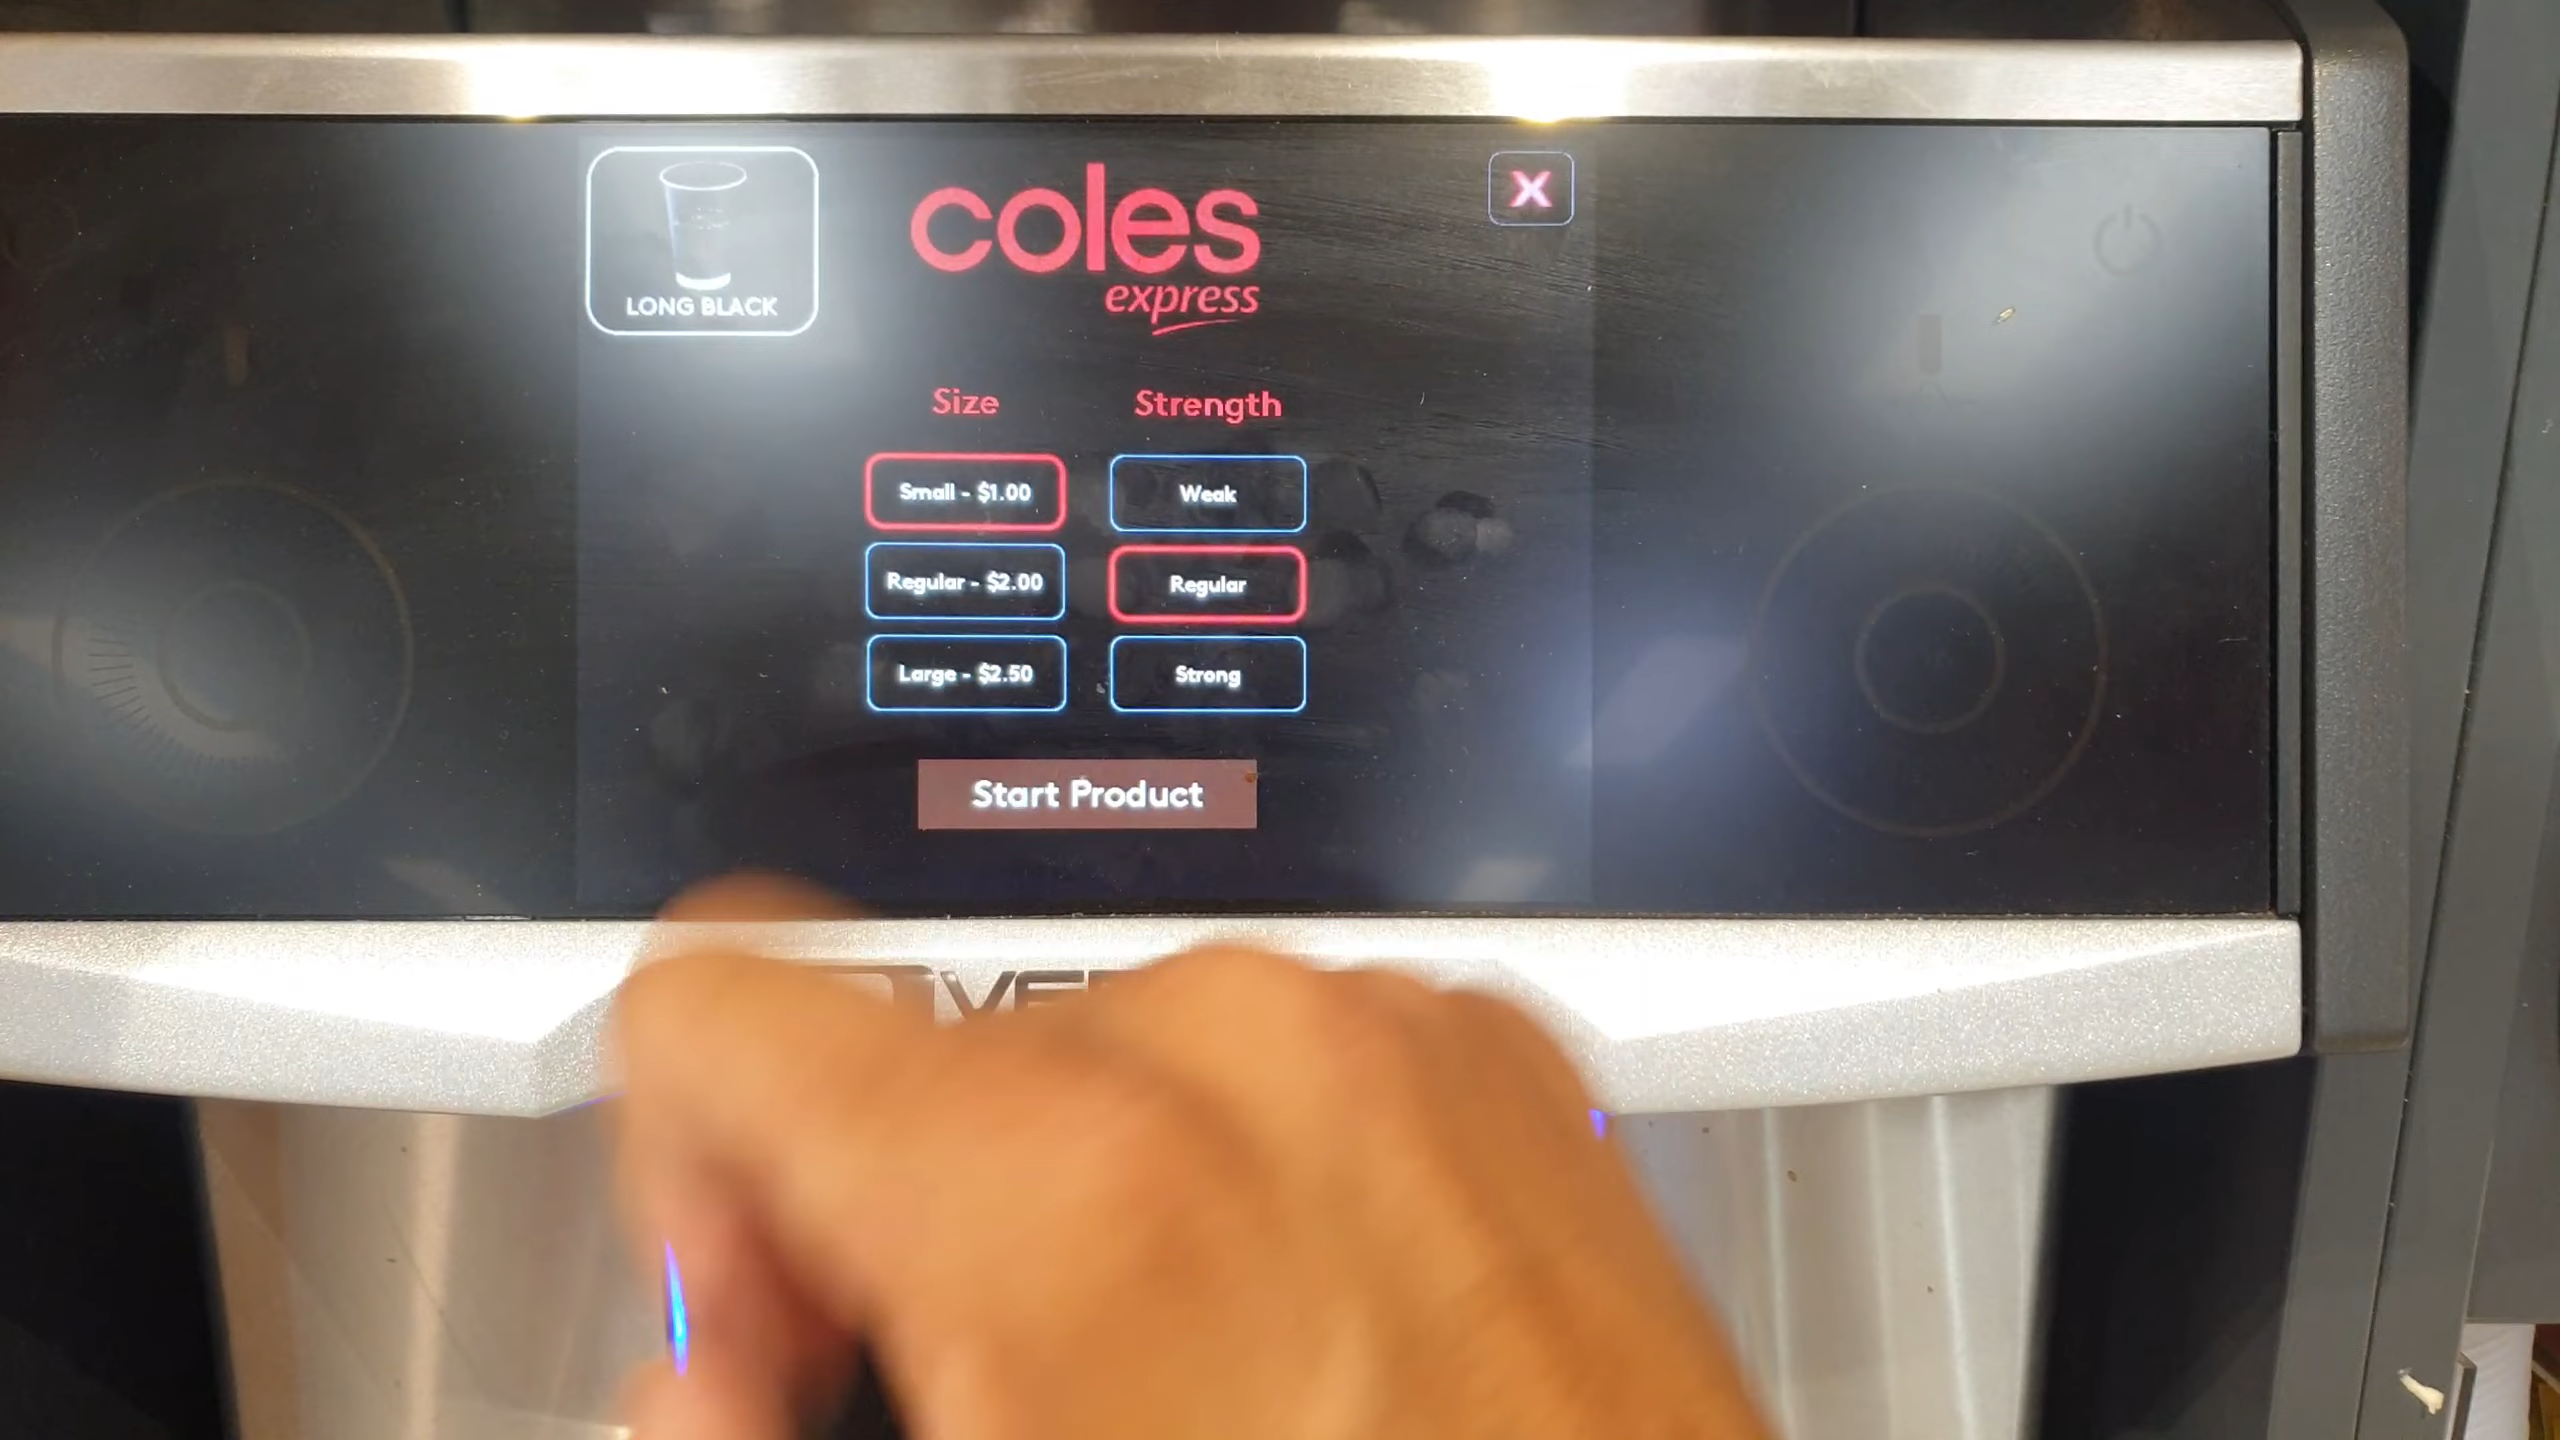 LONG BLACK
coles
express
X
Size
Strength
Small - $1.00
Weak
Regular - $2.00
Regular
Large - $2.50
Strong
Start Product